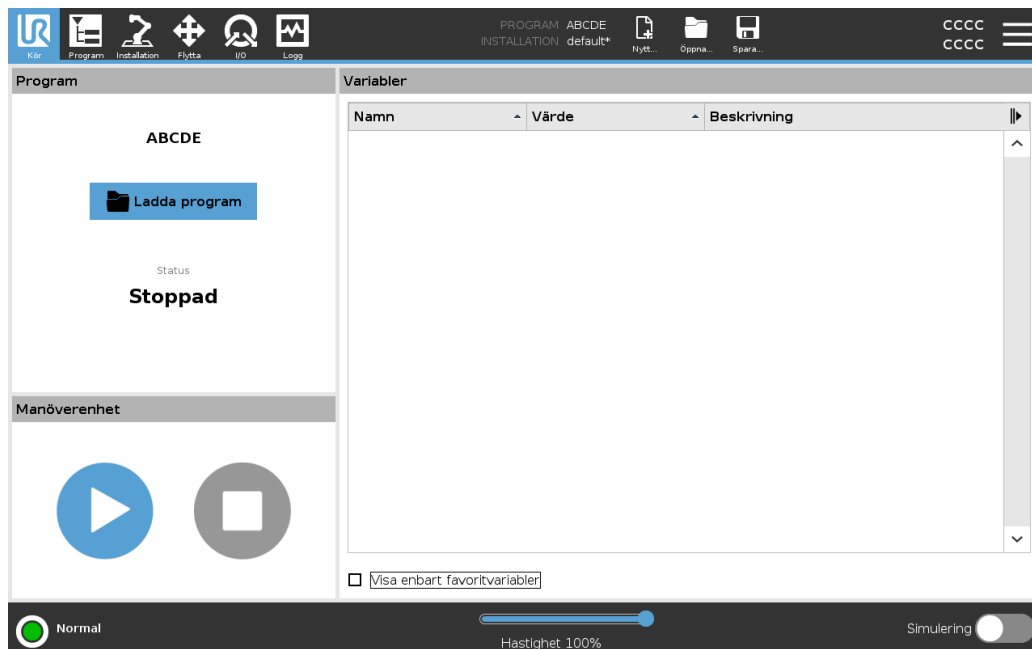 PROGRAM ABCDE
INSTALLATION default*
CCCC
CCCC
Kör
Program
Installation
Flytta
I/O
Logg
Nytt...
Öppna...
Spara...
Program
ABCDE
Ladda program
Status
Stoppad
Manöverenhet
Variabler
Namn
Värde
Beskrivning
Visa enbart favoritvariabler
Normal
Hastighet 100%
Simulering